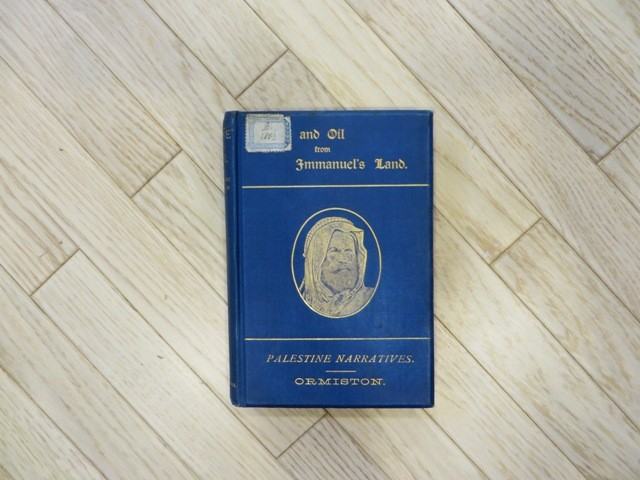 and Oil
from
Immanuel's Land.
PALESTINE NARRATIVES.
ORMISTON.